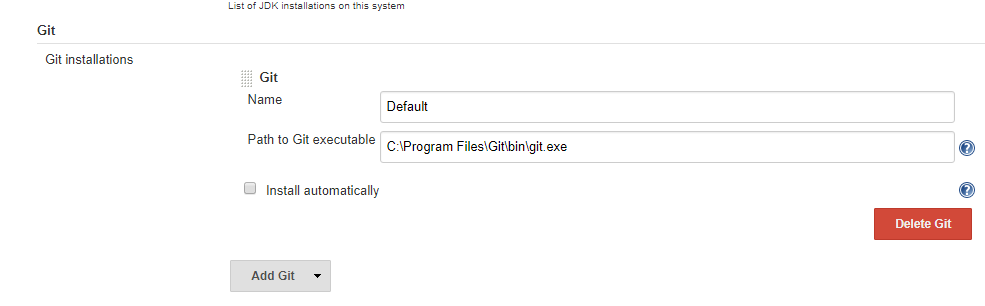 List of JDK installations on this system
Git
Git installations
Git
Name
Default
Path to Git executable
C:\Program Files\Git\bin\git.exe
?
Install automatically
?
Delete Git
Add Git